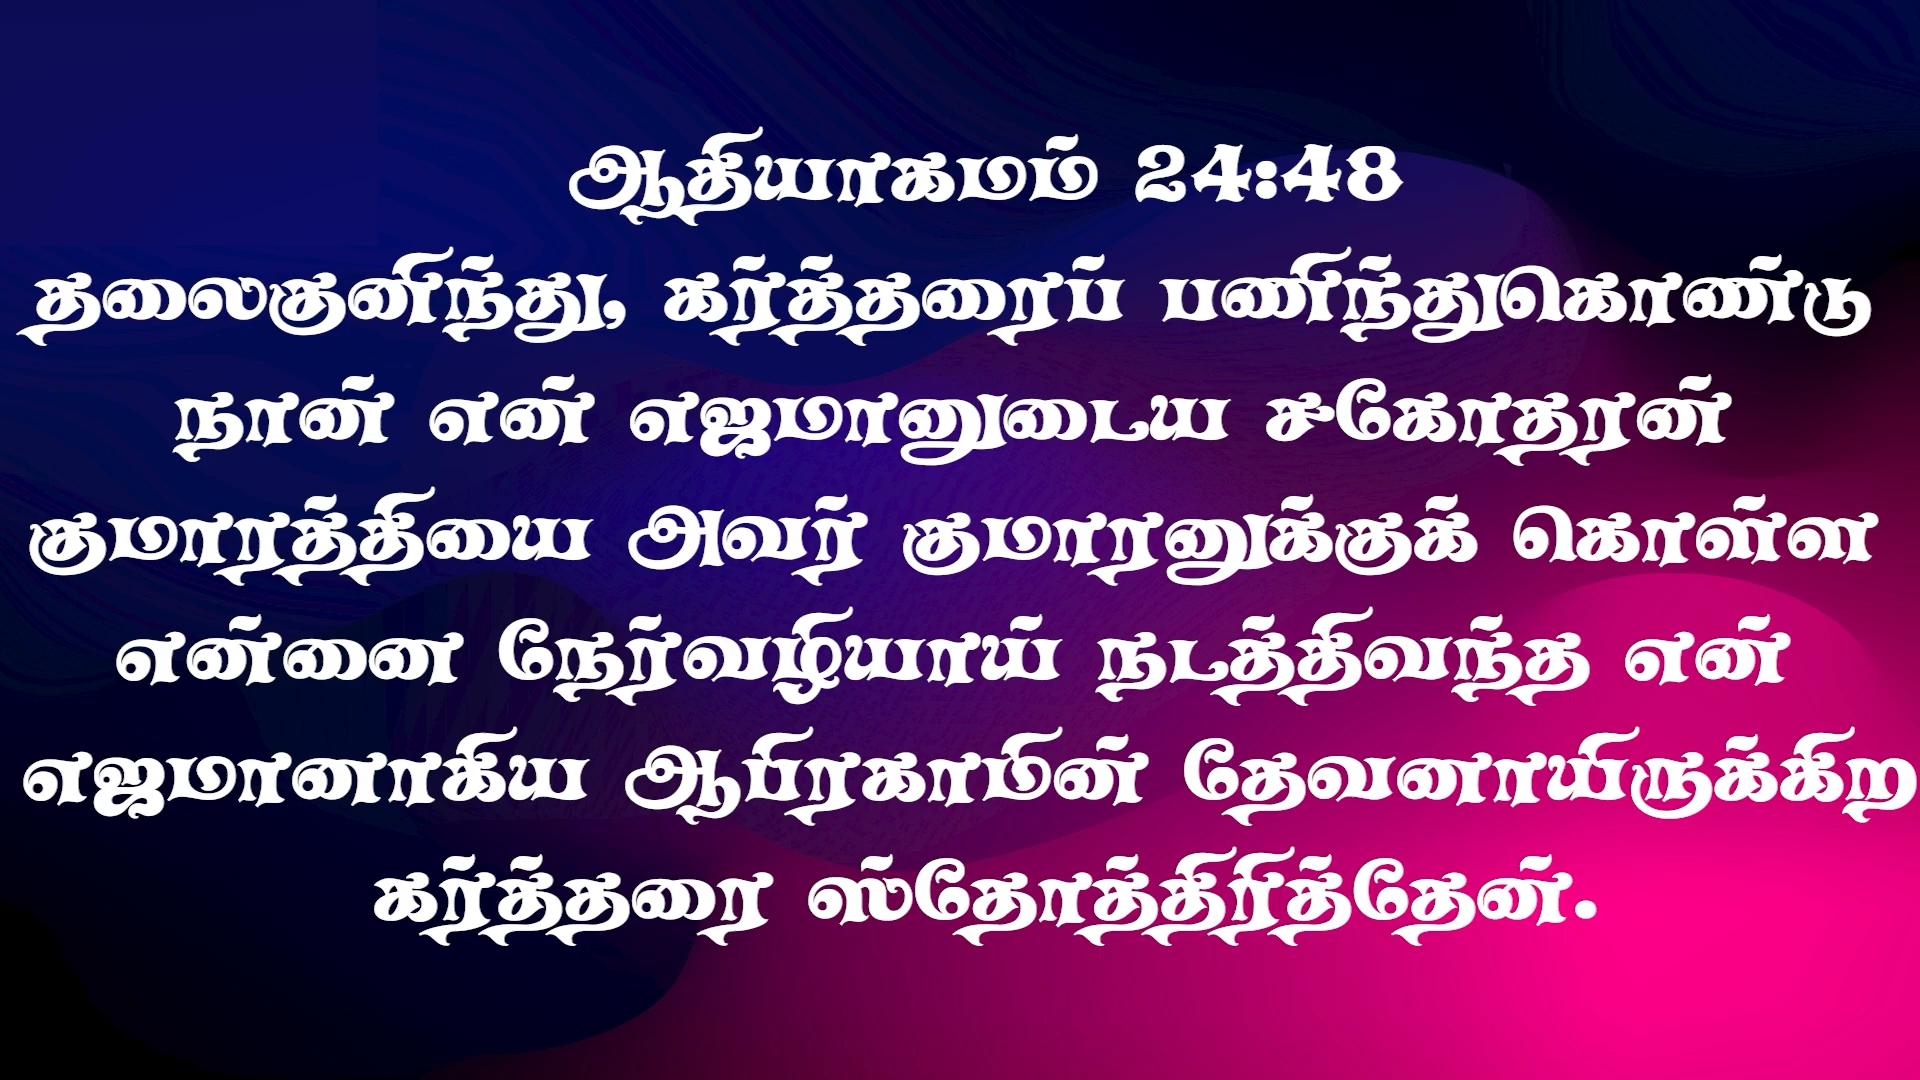 ஆதியாகமம் 24:48
தலைகுனிந்து, கர்த்தரைப் பணிந்துகொண்டு
நான் என் எஜமானுடைய சகோதரன்
குமாரத்தியை அவர் குமாரனுக்குக் கொள்ள
என்னை நேர்வழியாய் நடத்திவந்த என்
எஜமானாகிய ஆபிரகாமின் தேவனாயிருக்கிற
கர்த்தரை ஸ்தோத்திரித்தேன்.